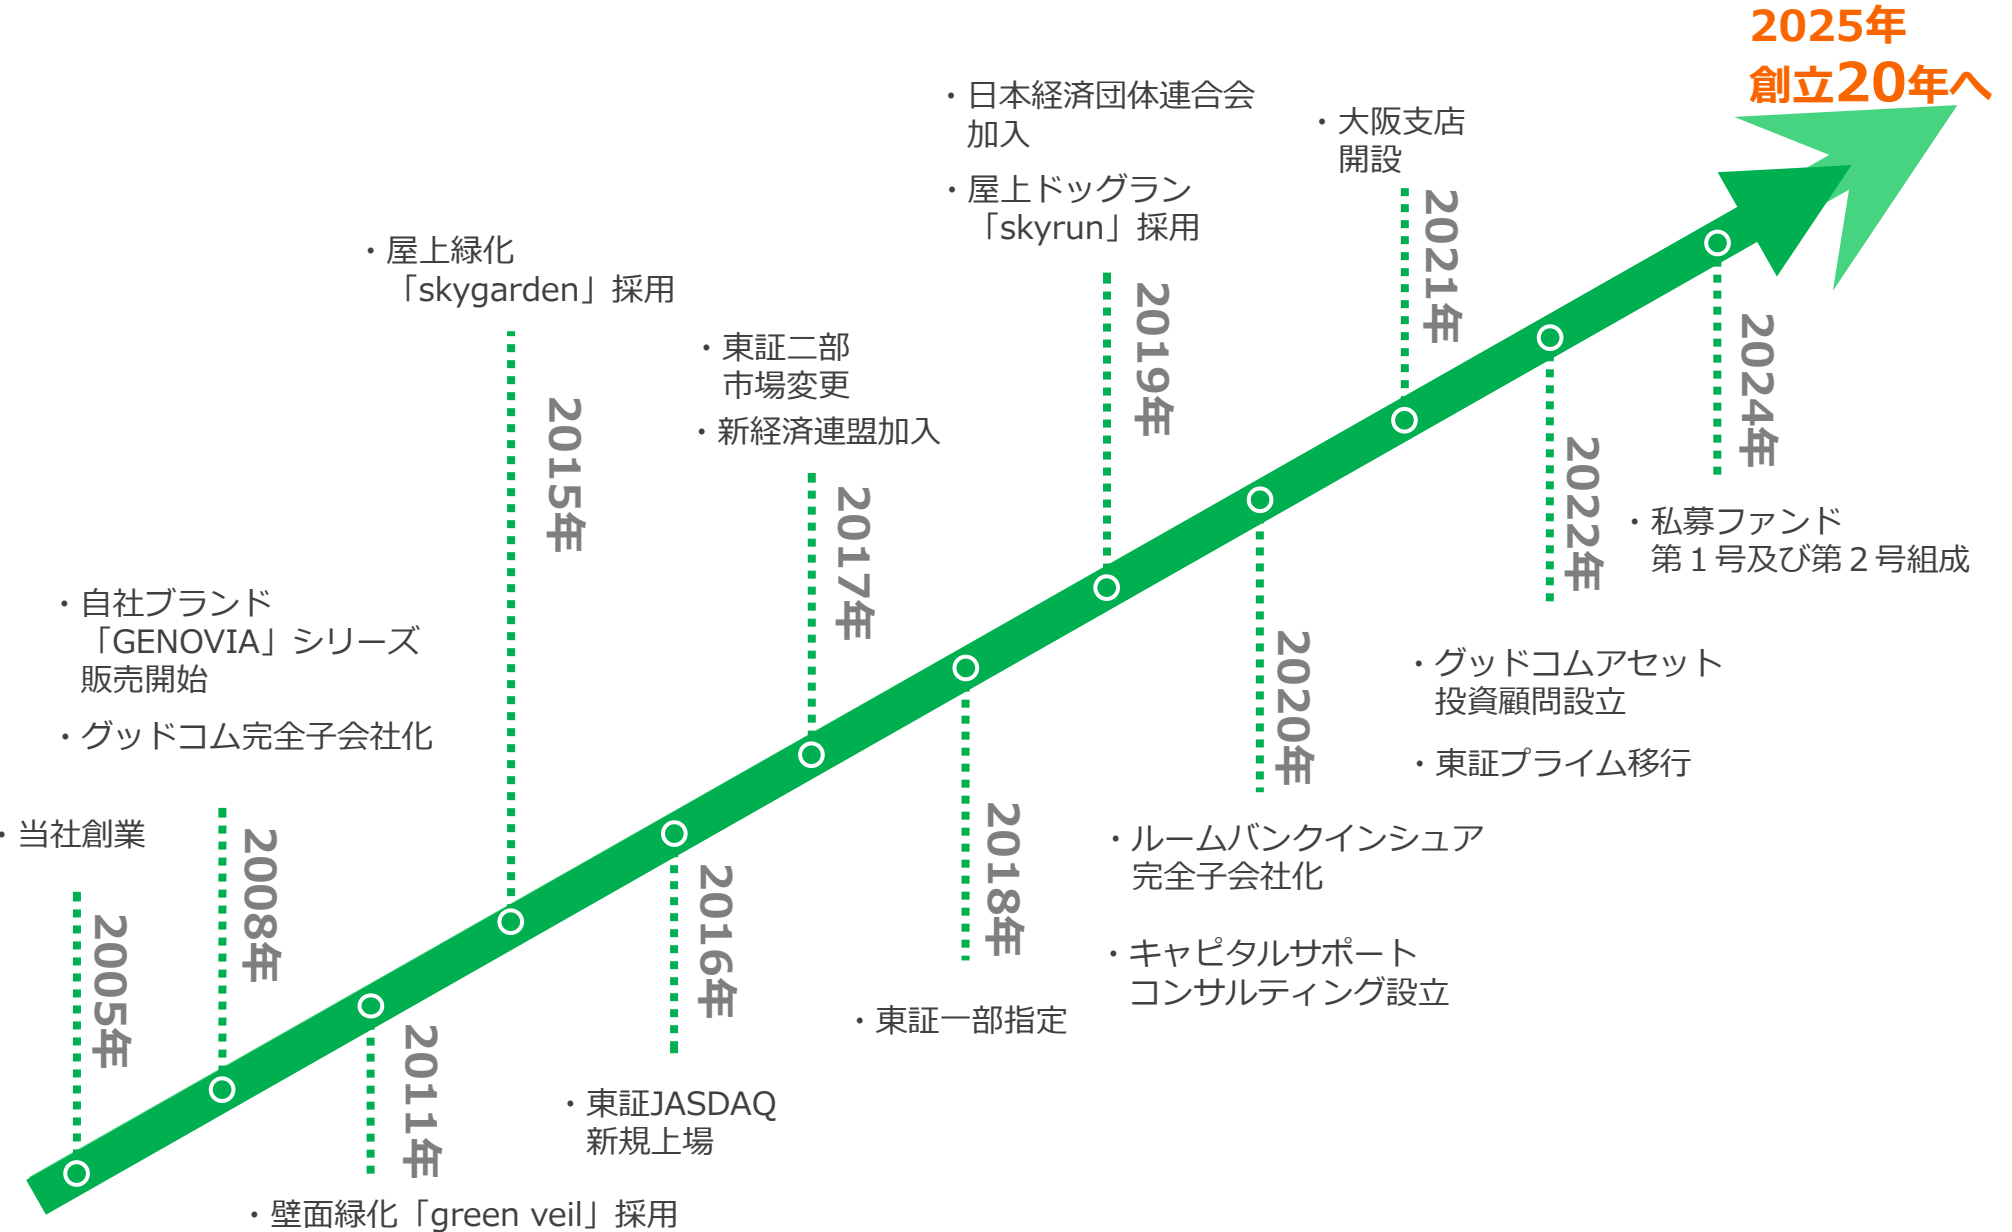 2025年
創立20年へ
・日本経済団体連合会
加入
・屋上ドッグラン
「skyrun」採用
2019年
・大阪支店
開設
2021年
・屋上緑化
「skygarden」採用
2015年
・東証二部
市場変更
・新経済連盟加入
2017年
2024年
・私募ファンド
第１号及び第２号組成
2022年
・グッドコムアセット
投資顧問設立
・東証プライム移行
・自社ブランド
「GENOVIA」シリーズ
販売開始
・グッドコム完全子会社化
2008年
・当社創業
2005年
2020年
・ルームバンクインシュア
完全子会社化
・キャピタルサポート
コンサルティング設立
2018年
・東証一部指定
2016年
・東証JASDAQ
新規上場
2011年
・壁面緑化「green veil」採用